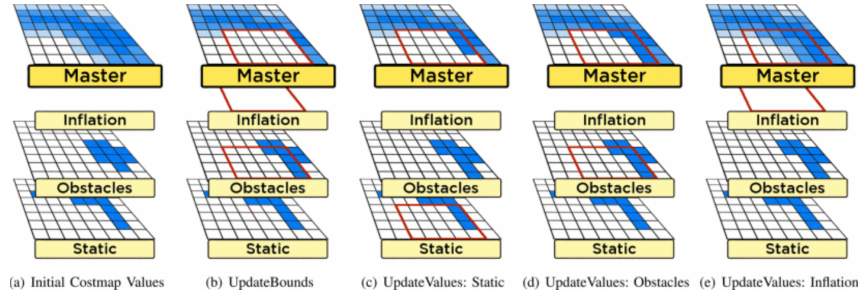 Master Master Master Master Master
Inflation Inflation Inflation Inflation Inflation
Obstacles Obstacles Obstacles Obstacles Obstacles
Static Static Static Static Static
(a) Initial Costmap Values (b) UpdateBounds (c) UpdateValues: Static (d) UpdateValues: Obstacles (e) UpdateValues: Inflation